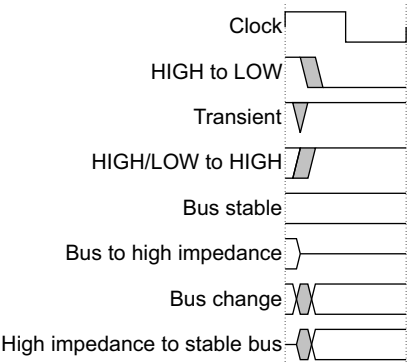 Clock
HIGH to LOW
Transient
HIGH/LOW to HIGH
Bus stable
Bus to high impedance
Bus change
High impedance to stable bus